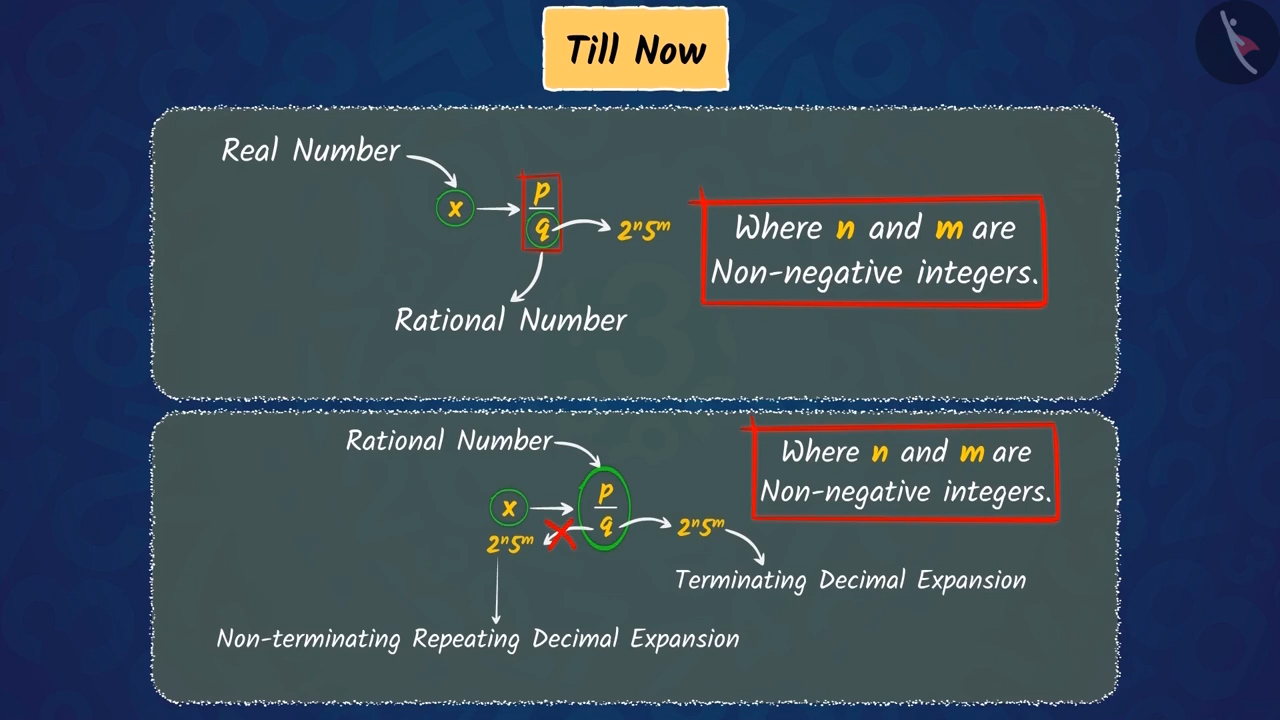 Till Now
Real Number
x
p
q
2ⁿ5ᵐ
Where n and m are
Non-negative integers.
Rational Number
Rational Number
Where n and m are
Non-negative integers.
x
p
q
2ⁿ5ᵐ
2ⁿ5ᵐ
Terminating Decimal Expansion
Non-terminating Repeating Decimal Expansion